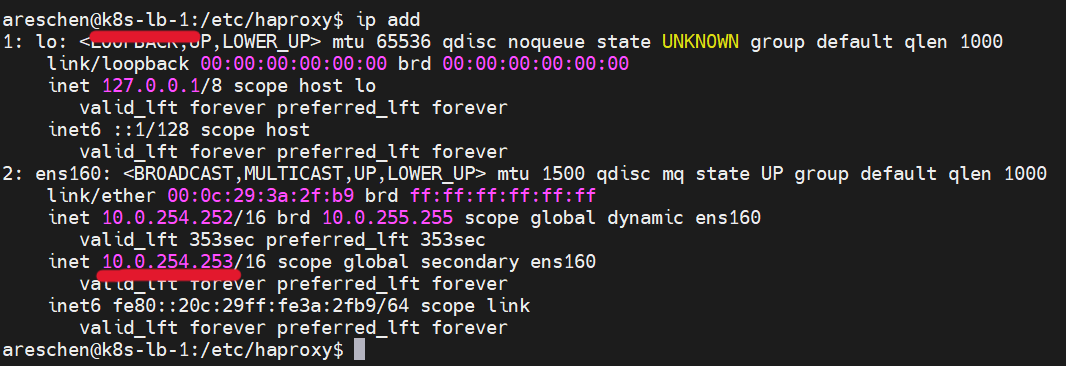 areschen@k8s-lb-1:/etc/haproxy$ ip add
1: lo: <LOOPBACK,UP,LOWER_UP> mtu 65536 qdisc noqueue state UNKNOWN group default qlen 1000
link/loopback 00:00:00:00:00:00 brd 00:00:00:00:00:00
inet 127.0.0.1/8 scope host lo
valid_lft forever preferred_lft forever
inet6 ::1/128 scope host
valid_lft forever preferred_lft forever
2: ens160: <BROADCAST,MULTICAST,UP,LOWER_UP> mtu 1500 qdisc mq state UP group default qlen 1000
link/ether 00:0c:29:3a:2f:b9 brd ff:ff:ff:ff:ff:ff
inet 10.0.254.252/16 brd 10.0.255.255 scope global dynamic ens160
valid_lft 353sec preferred_lft 353sec
inet 10.0.254.253/16 scope global secondary ens160
valid_lft forever preferred_lft forever
inet6 fe80::20c:29ff:fe3a:2fb9/64 scope link
valid_lft forever preferred_lft forever
areschen@k8s-lb-1:/etc/haproxy$